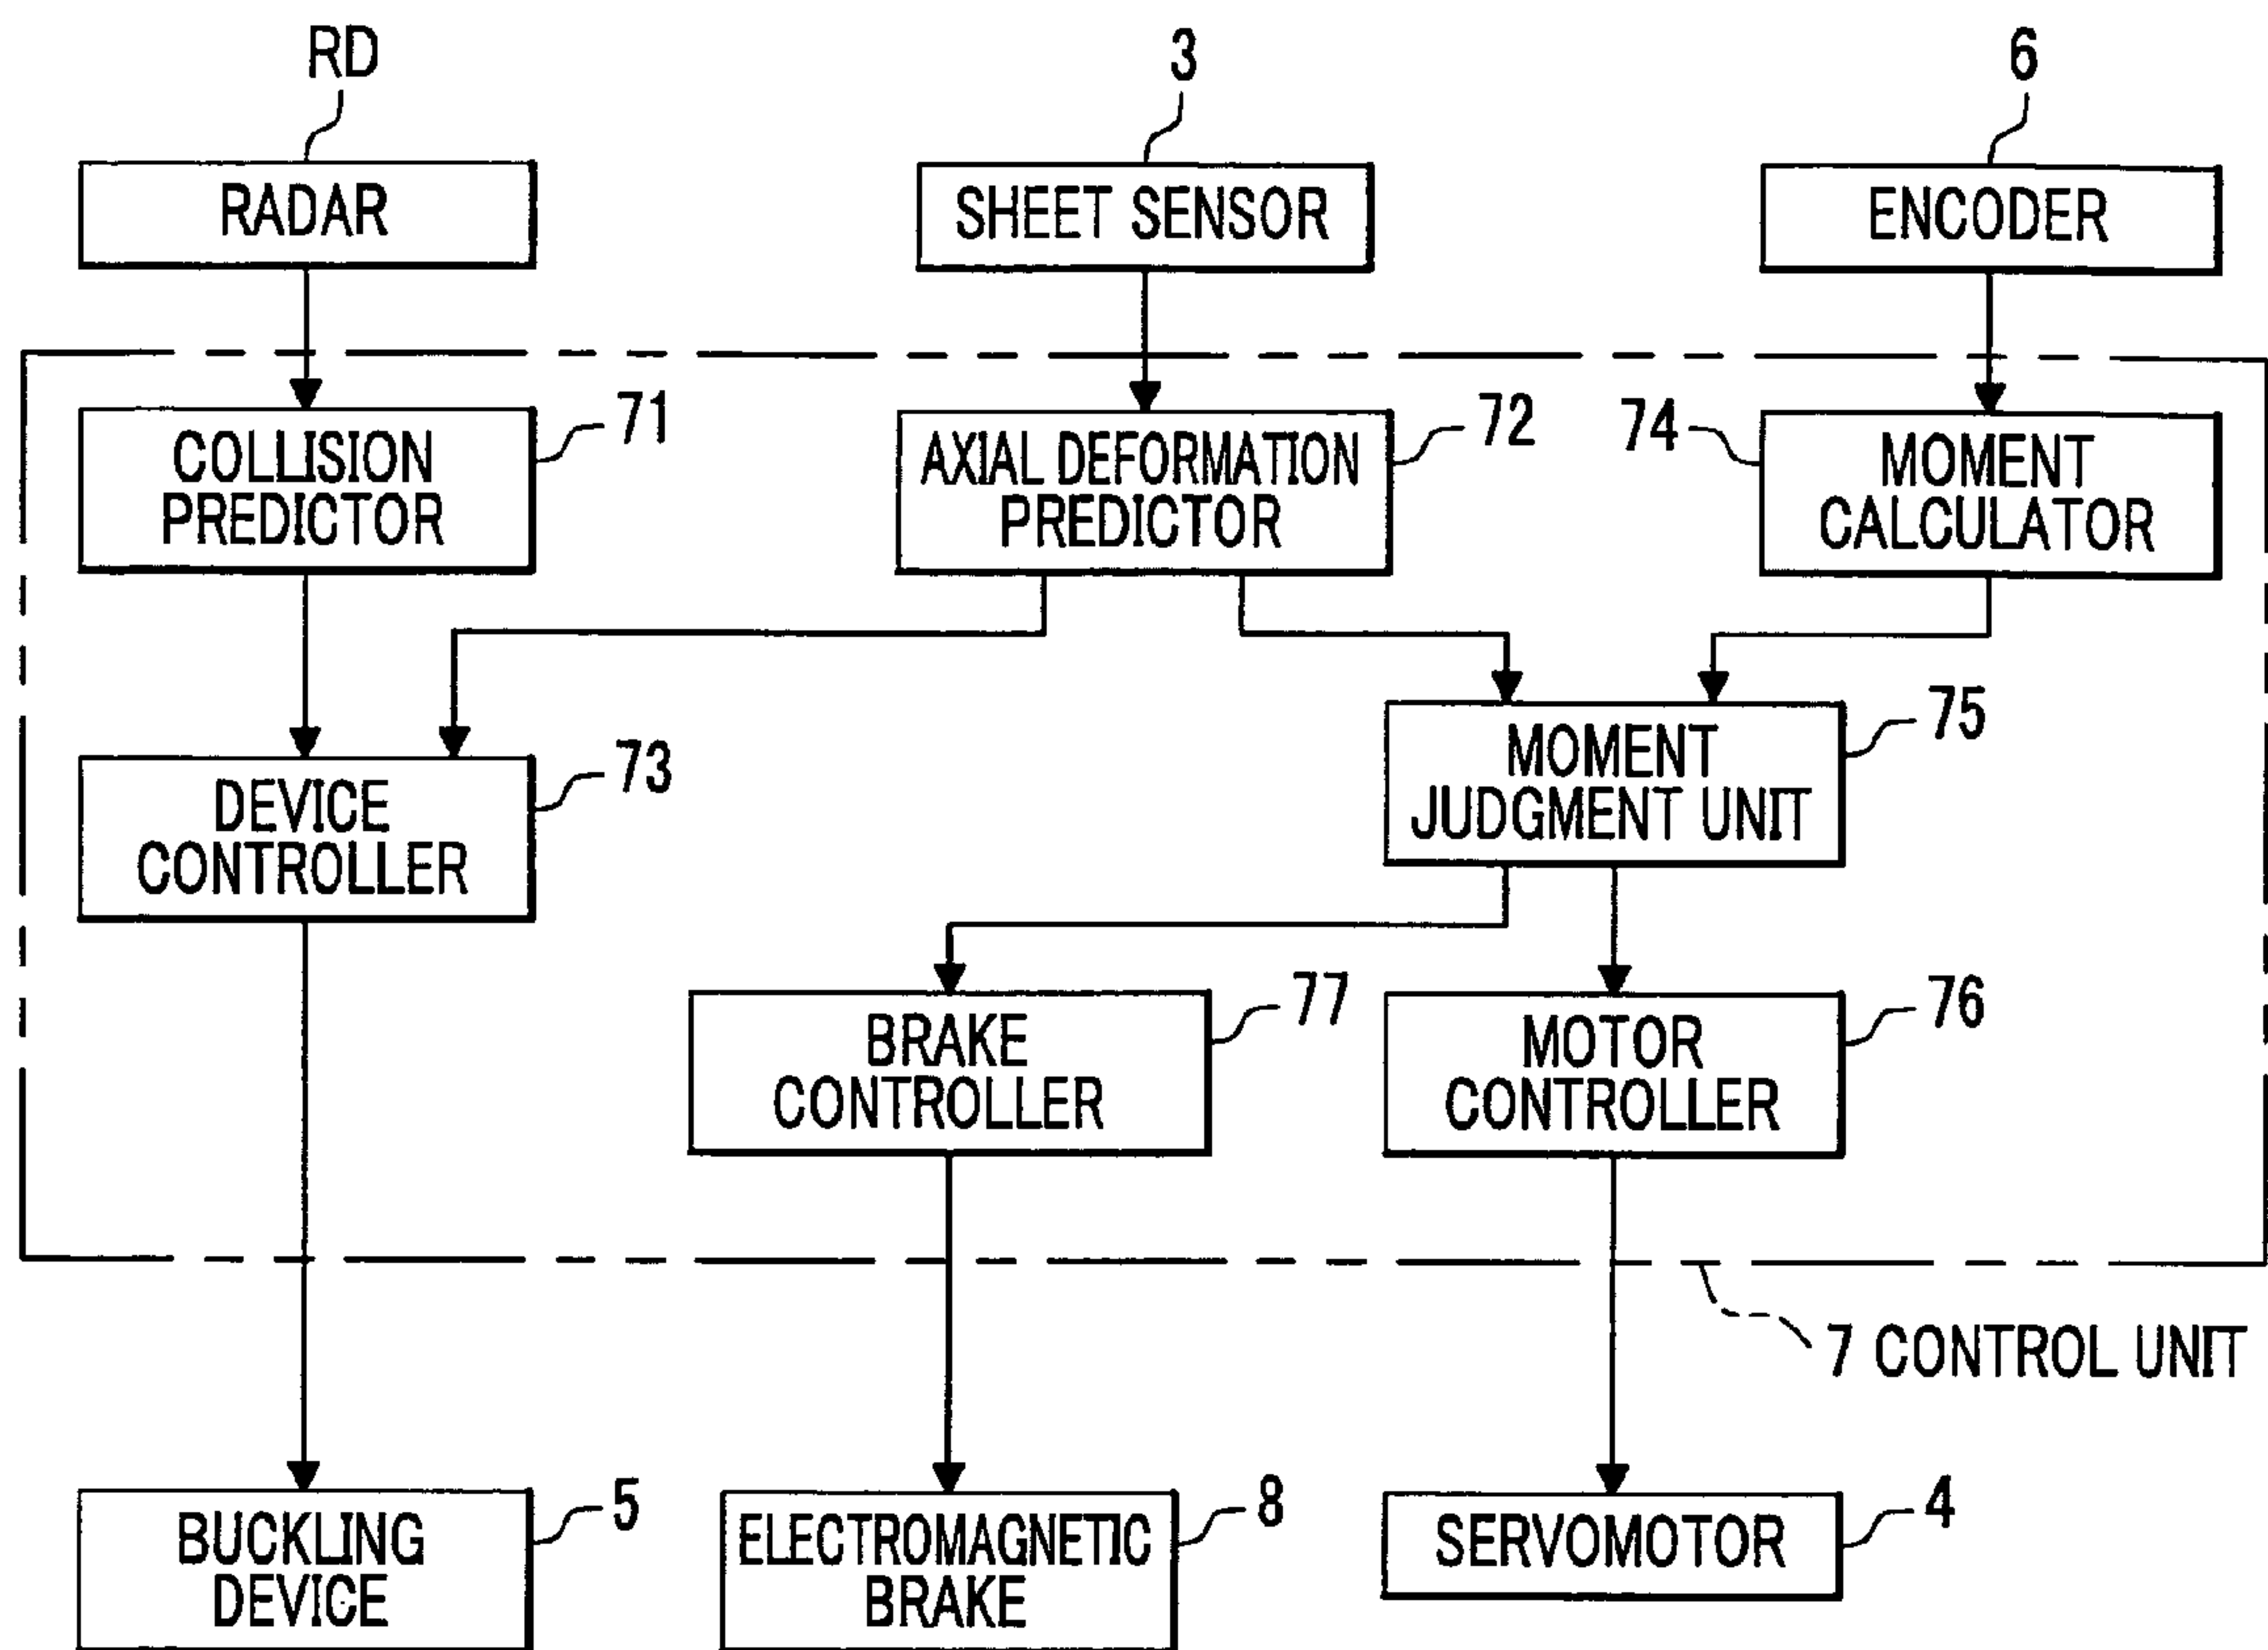 RD
3
6
RADAR
SHEET SENSOR
ENCODER
71
72
74
COLLISION
PREDICTOR
AXIAL DEFORMATION
PREDICTOR
MOMENT
CALCULATOR
75
MOMENT
JUDGMENT UNIT
73
DEVICE
CONTROLLER
77
76
BRAKE
CONTROLLER
MOTOR
CONTROLLER
7 CONTROL UNIT
5
8
4
BUCKLING
DEVICE
ELECTROMAGNETIC
BRAKE
SERVOMOTOR